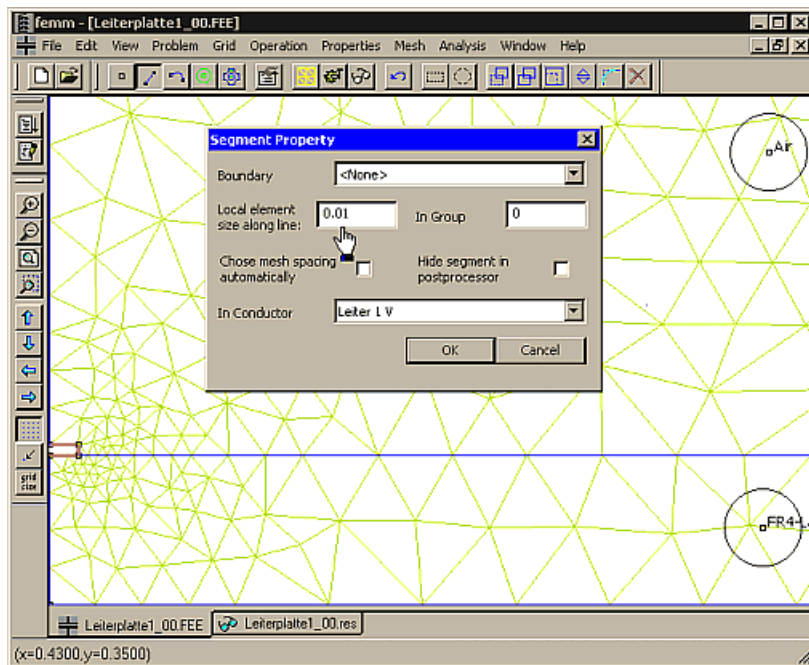 femm - [Leiterplatte1_00.FEE]
File Edit View Problem Grid Operation Properties Mesh Analysis Window Help
Segment Property
Boundary <None>
Local element size along line: 0.01 In Group 0
Chose mesh spacing automatically Hide segment in postprocessor
In Conductor Leiter 1 V
OK Cancel
Air
FR4-L
grid
size
Leiterplatte1_00.FEE Leiterplatte1_00.res
(x=0.4300,y=0.3500)